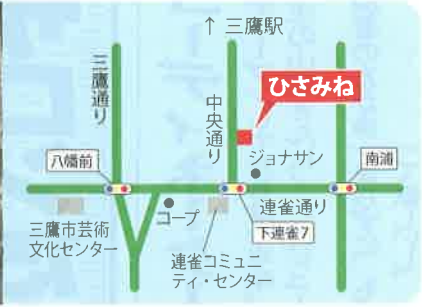 ↑ 三鷹駅
三鷹通り
中央通り
ひさみね
八幡前
ジョナサン
南浦
コープ
連雀通り
下連雀7
三鷹市芸術
文化センター
連雀コミュニ
ティ・センター